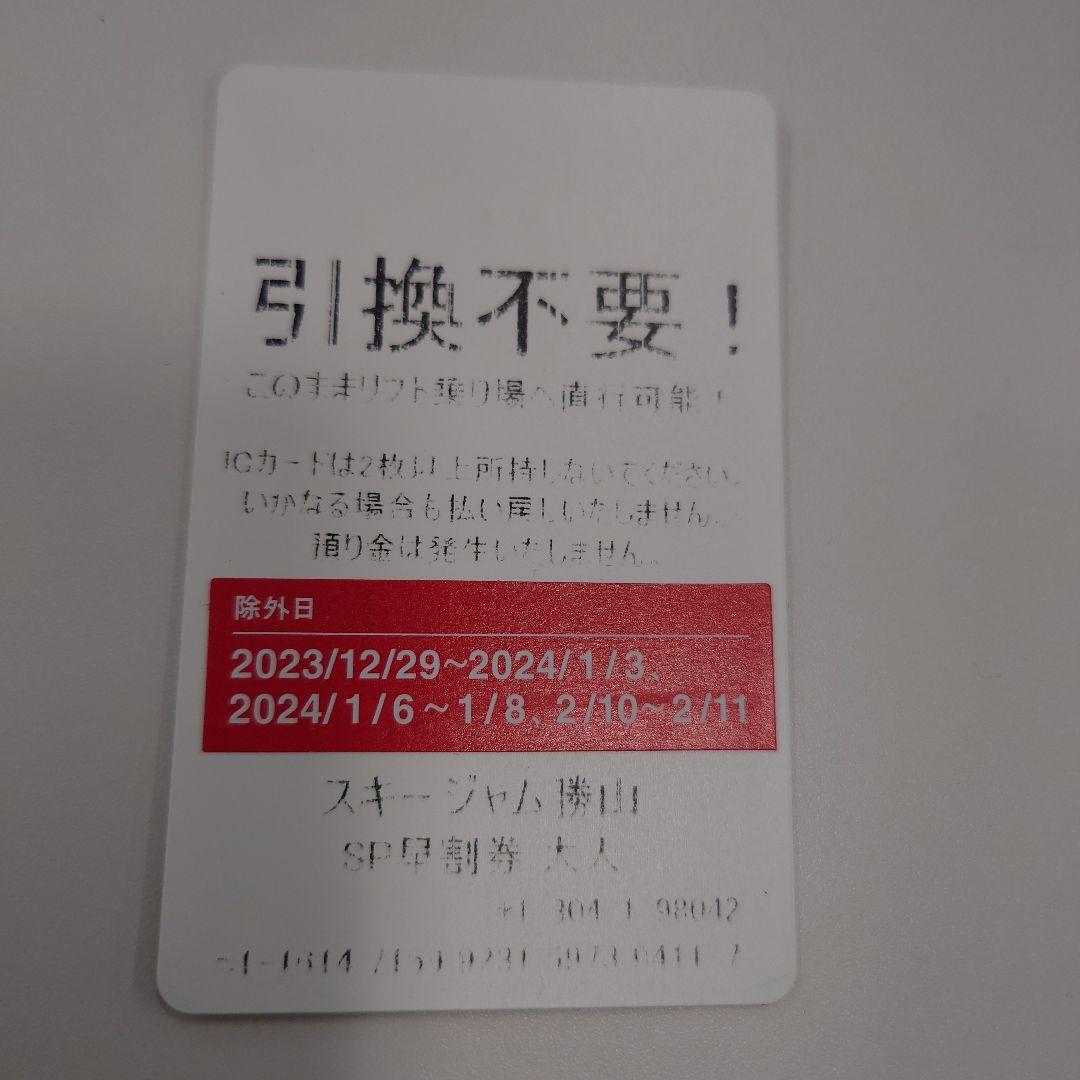 引換不要！
このままリフト乗り場へ直行可能！
ICカードは2枚以上所持しないでください。
いかなる場合も払い戻しいたしません。
預り金は発生いたしません。
除外日
2023/12/29~2024/1/3、
2024/1/6~1/8、2/10~2/11
スキージャム勝山
SP早割券 大人
304 1 98042